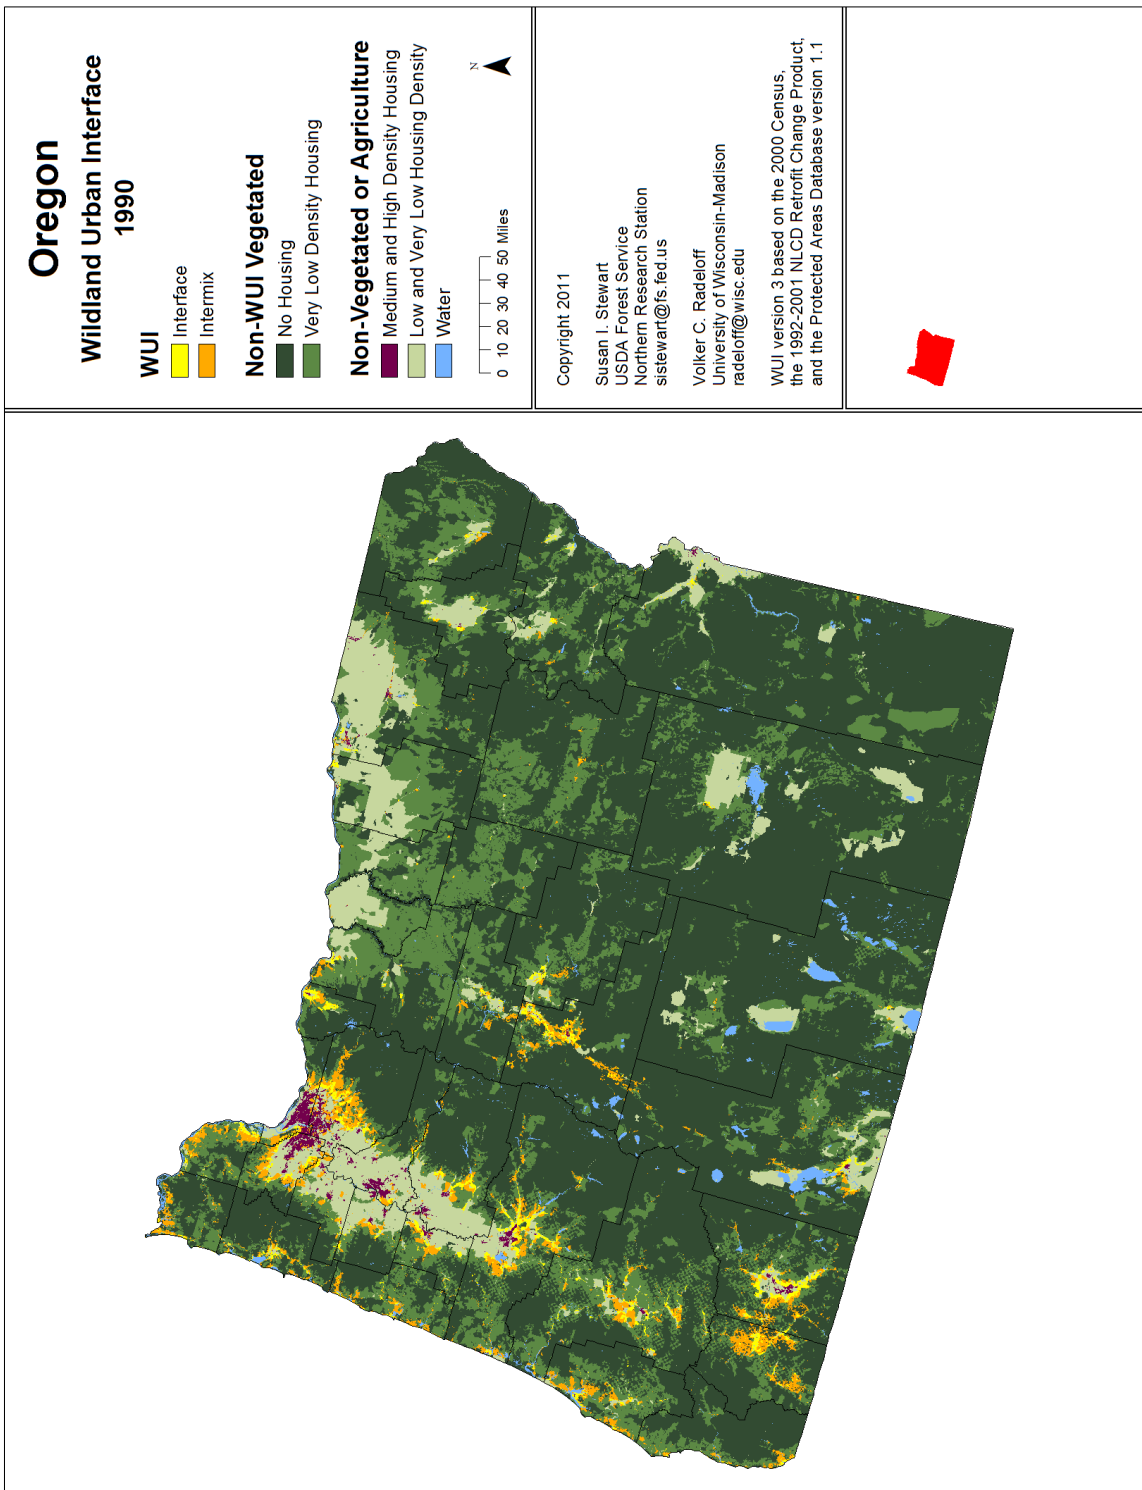 Oregon
Wildland Urban Interface
1990
WUI
Interface
Intermix
Non-WUI Vegetated
No Housing
Very Low Density Housing
Non-Vegetated or Agriculture
Medium and High Density Housing
Low and Very Low Housing Density
Water
N
0 10 20 30 40 50 Miles
Copyright 2011
Susan I. Stewart
USDA Forest Service
Northern Research Station
sistewart@fs.fed.us
Volker C. Radeloff
University of Wisconsin-Madison
radeloff@wisc.edu
WUI version 3 based on the 2000 Census,
the 1992-2001 NLCD Retrofit Change Product,
and the Protected Areas Database version 1.1